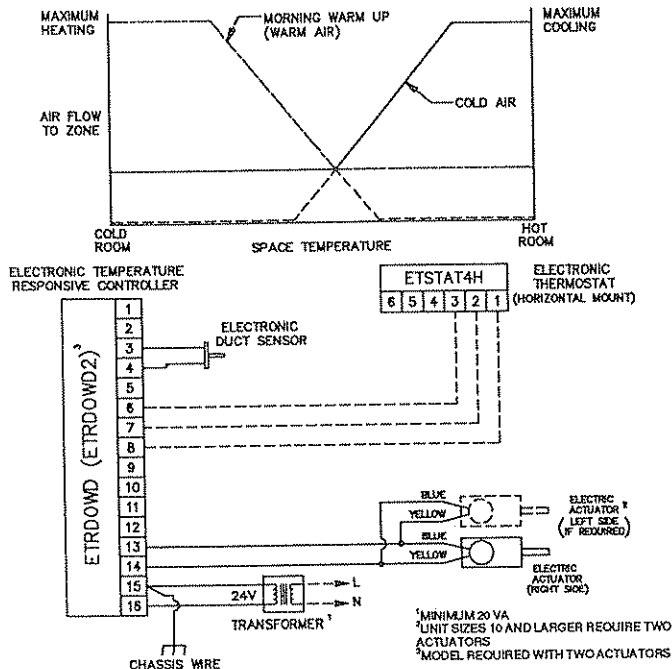 MAXIMUM
HEATING
MORNING WARM UP
(WARM AIR)
MAXIMUM
COOLING
AIR FLOW
TO ZONE
COLD AIR
COLD
ROOM
SPACE TEMPERATURE
HOT
ROOM
ELECTRONIC TEMPERATURE
RESPONSIVE CONTROLLER
ETSTAT4H
6 5 4 3 2 1
ELECTRONIC
THERMOSTAT
(HORIZONTAL MOUNT)
ETRDOWD (ETRDOWD2)³
1
2
3
4
5
6
7
8
9
10
11
12
13
14
15
16
ELECTRONIC
DUCT SENSOR
BLUE
YELLOW
ELECTRIC
ACTUATOR ²
( LEFT SIDE
IF REQUIRED)
BLUE
YELLOW
ELECTRIC
ACTUATOR
(RIGHT SIDE)
24V
L
N
TRANSFORMER ¹
CHASSIS WIRE
¹MINIMUM 20 VA
²UNIT SIZES 10 AND LARGER REQUIRE TWO
ACTUATORS
³MODEL REQUIRED WITH TWO ACTUATORS